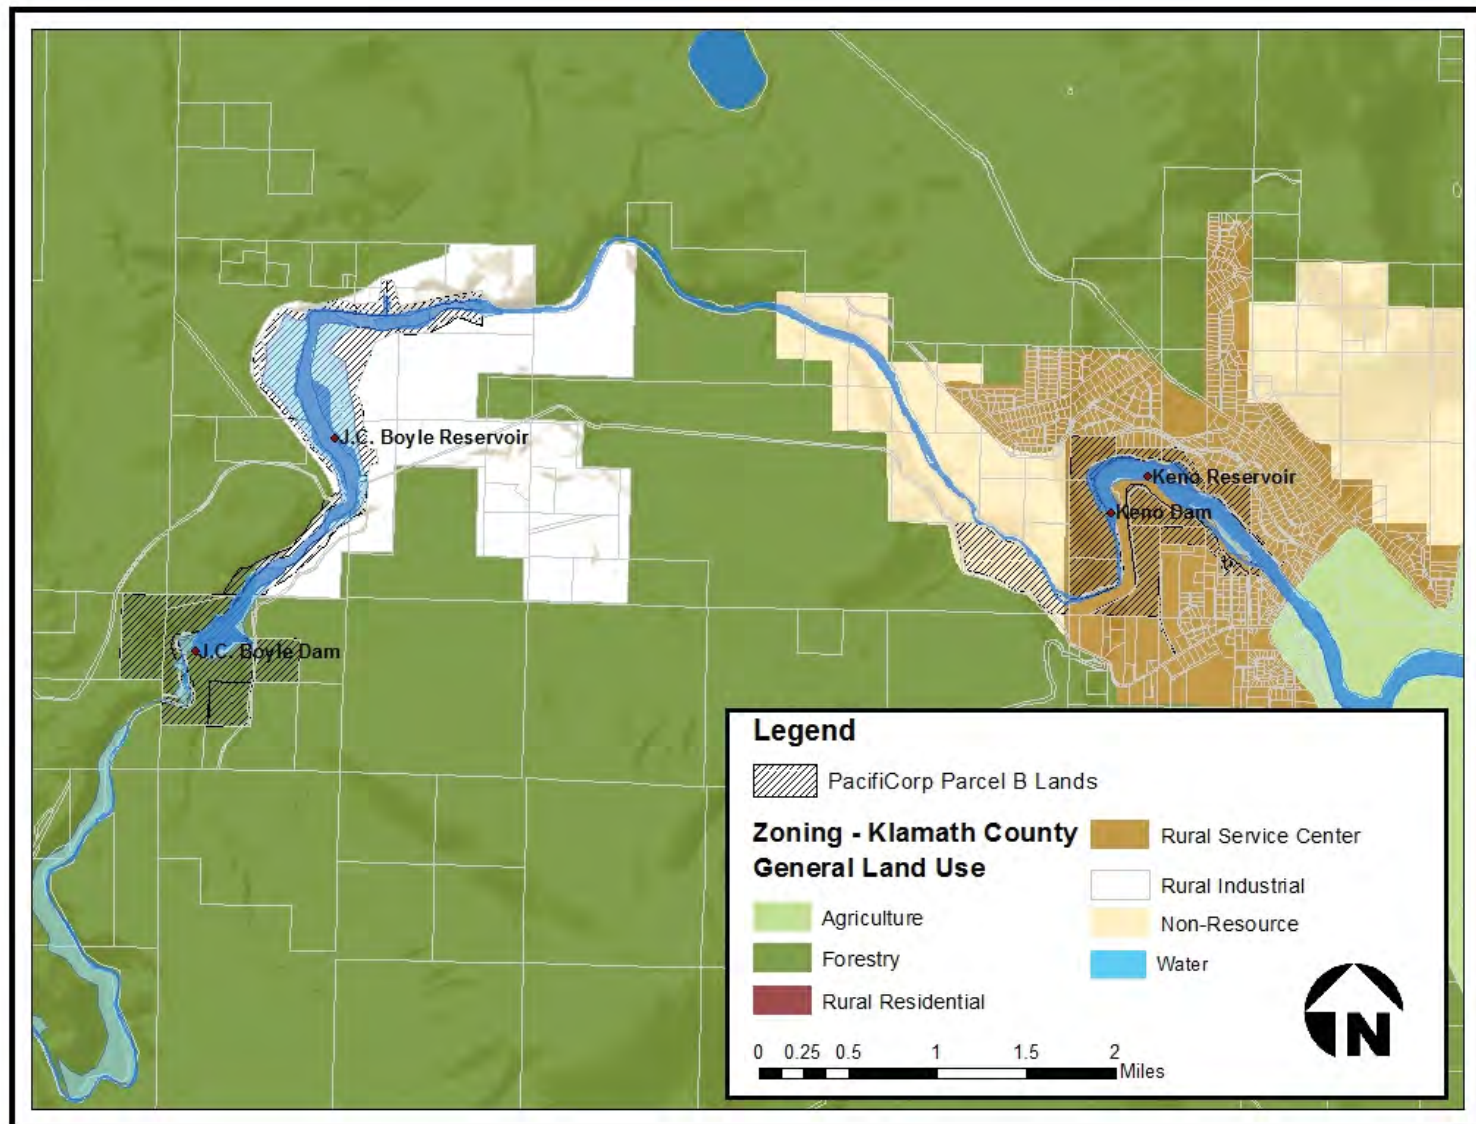 J.C. Boyle Reservoir
Keno Reservoir
Keno Dam
J.C. Boyle Dam
Legend
PacifiCorp Parcel B Lands
Zoning - Klamath County
General Land Use
Agriculture
Forestry
Rural Residential
Rural Service Center
Rural Industrial
Non-Resource
Water
0 0.25 0.5 1 1.5 2
Miles
N